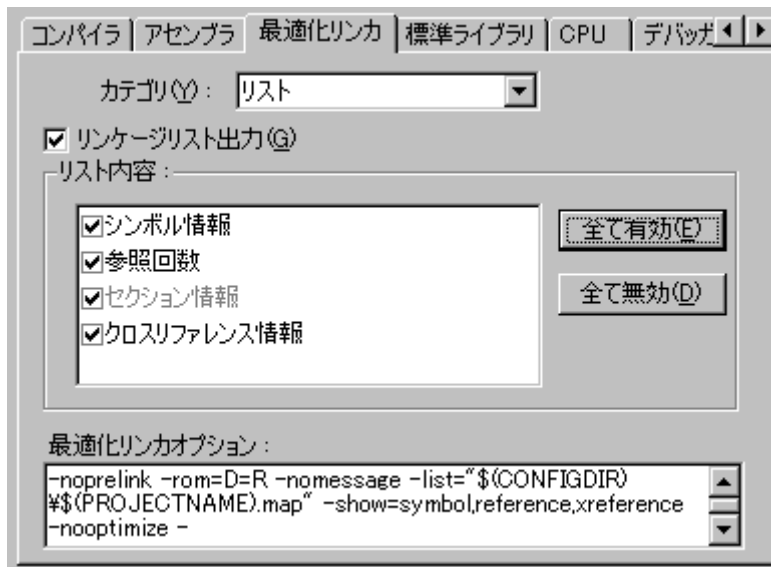 コンパイラ アセンブラ 最適化リンカ 標準ライブラリ CPU デバッガ
カテゴリ(Y): リスト
リンケージリスト出力(G)
リスト内容:
シンボル情報
全て有効(E)
参照回数
セクション情報
全て無効(D)
クロスリファレンス情報
最適化リンカオプション:
-noprelink -rom=D=R -nomessage -list="$(CONFIGDIR)
¥$(PROJECTNAME).map" -show=symbol,reference,xreference
-nooptimize -